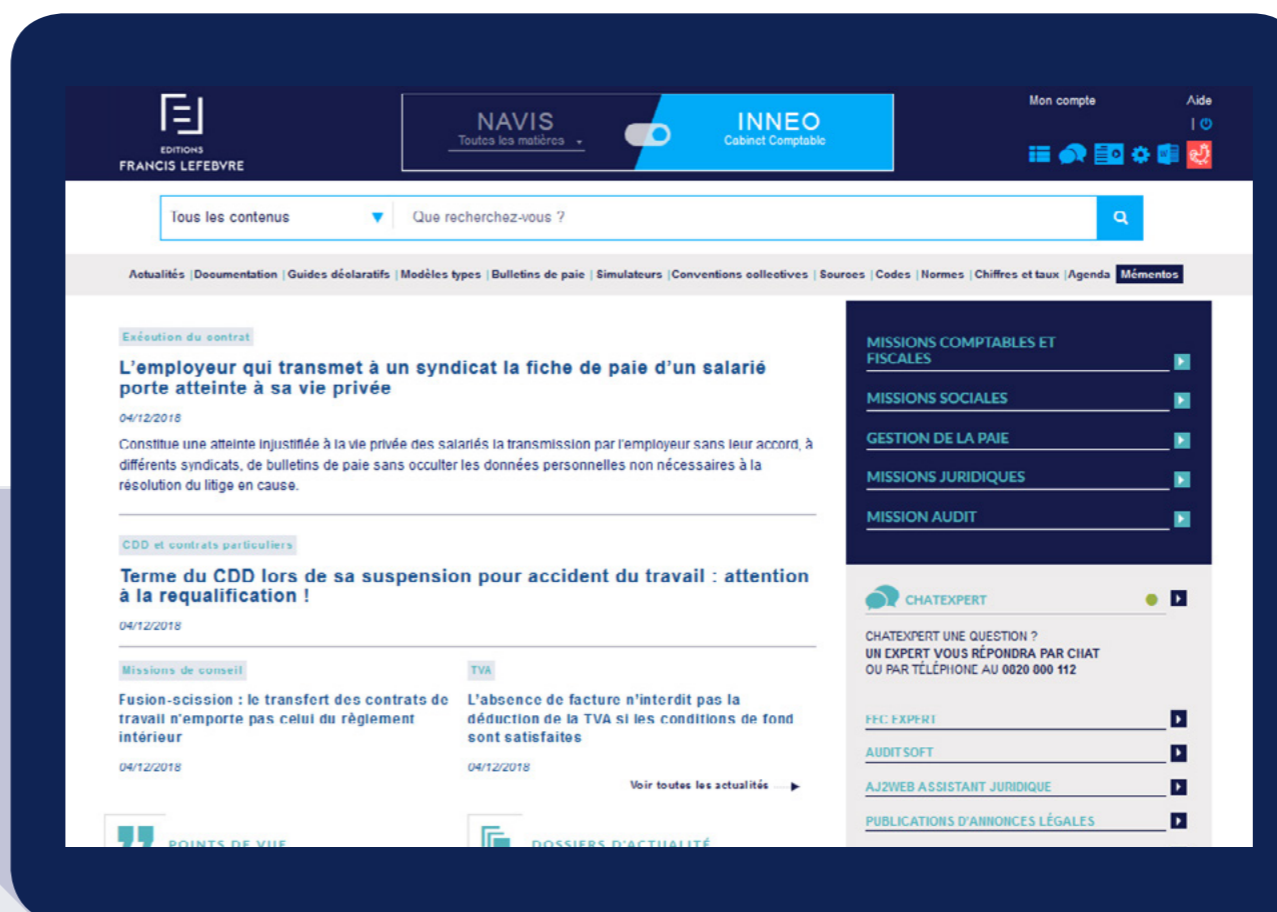 EDITIONS
FRANCIS LEFEBVRE
NAVIS
Toutes les matières
INNEO
Cabinet Comptable
Mon compte
Aide
Tous les contenus
Que recherchez-vous ?
Actualités | Documentation | Guides déclaratifs | Modèles types | Bulletins de paie | Simulateurs | Conventions collectives | Sources | Codes | Normes | Chiffres et taux | Agenda Mémentos
Exécution du contrat
L'employeur qui transmet à un syndicat la fiche de paie d'un salarié
porte atteinte à sa vie privée
04/12/2018
Constitue une atteinte injustifiée à la vie privée des salariés la transmission par l'employeur sans leur accord, à
différents syndicats, de bulletins de paie sans occulter les données personnelles non nécessaires à la
résolution du litige en cause.
CDD et contrats particuliers
Terme du CDD lors de sa suspension pour accident du travail : attention
à la requalification !
04/12/2018
Missions de conseil
Fusion-scission : le transfert des contrats de
travail n'emporte pas celui du règlement
intérieur
04/12/2018
TVA
L'absence de facture n'interdit pas la
déduction de la TVA si les conditions de fond
sont satisfaites
04/12/2018
Voir toutes les actualités
POINTS DE VUE
DOSSIERS D'ACTUALITÉ
MISSIONS COMPTABLES ET
FISCALES
MISSIONS SOCIALES
GESTION DE LA PAIE
MISSIONS JURIDIQUES
MISSION AUDIT
CHATEXPERT
CHATEXPERT UNE QUESTION ?
UN EXPERT VOUS RÉPONDRA PAR CHAT
OU PAR TÉLÉPHONE AU 0820 000 112
FEC EXPERT
AUDITSOFT
AJ2WEB ASSISTANT JURIDIQUE
PUBLICATIONS D'ANNONCES LÉGALES